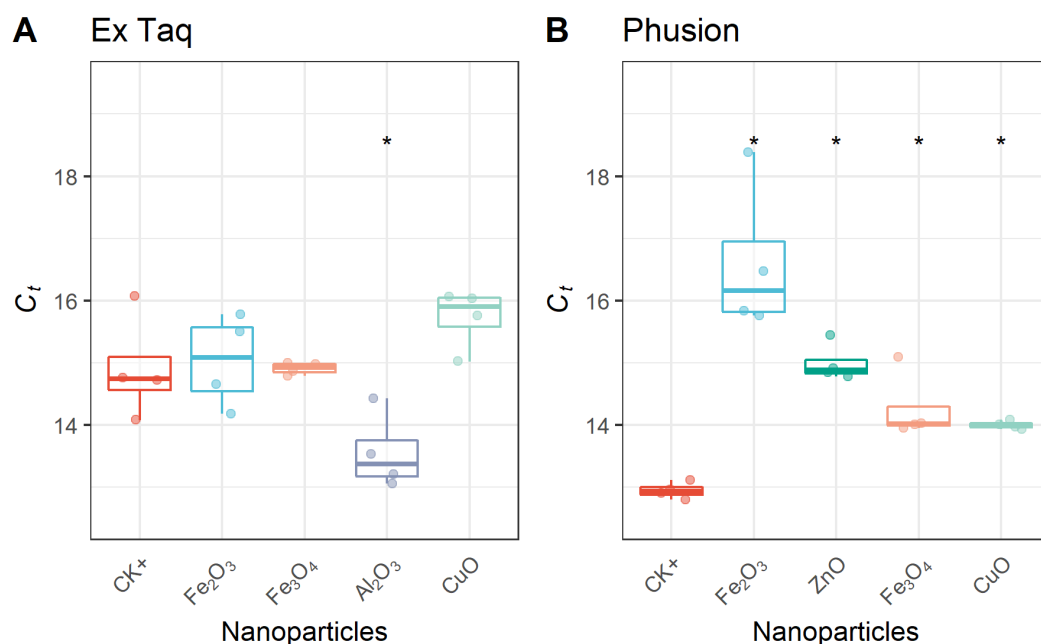 A Ex Taq
*
18
16
14
Cₜ
CK+ Fe₂O₃ Fe₃O₄ Al₂O₃ CuO
Nanoparticles
B Phusion
* * * *
18
16
14
Cₜ
CK+ Fe₂O₃ ZnO Fe₃O₄ CuO
Nanoparticles